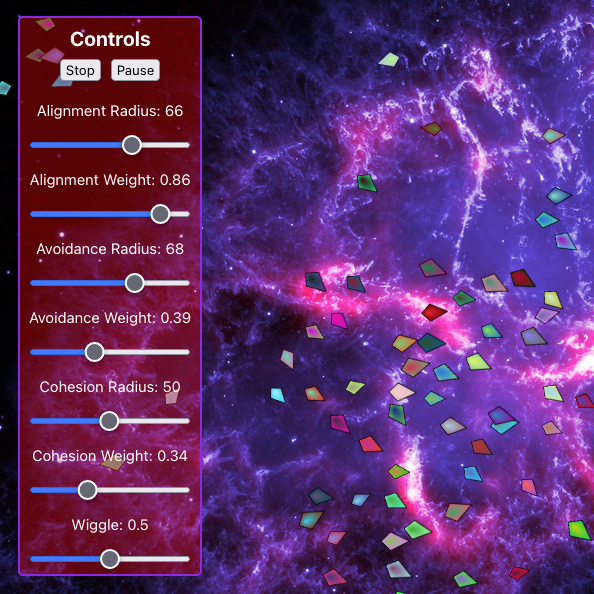 Controls
Stop Pause
Alignment Radius: 66
Alignment Weight: 0.86
Avoidance Radius: 68
Avoidance Weight: 0.39
Cohesion Radius: 50
Cohesion Weight: 0.34
Wiggle: 0.5